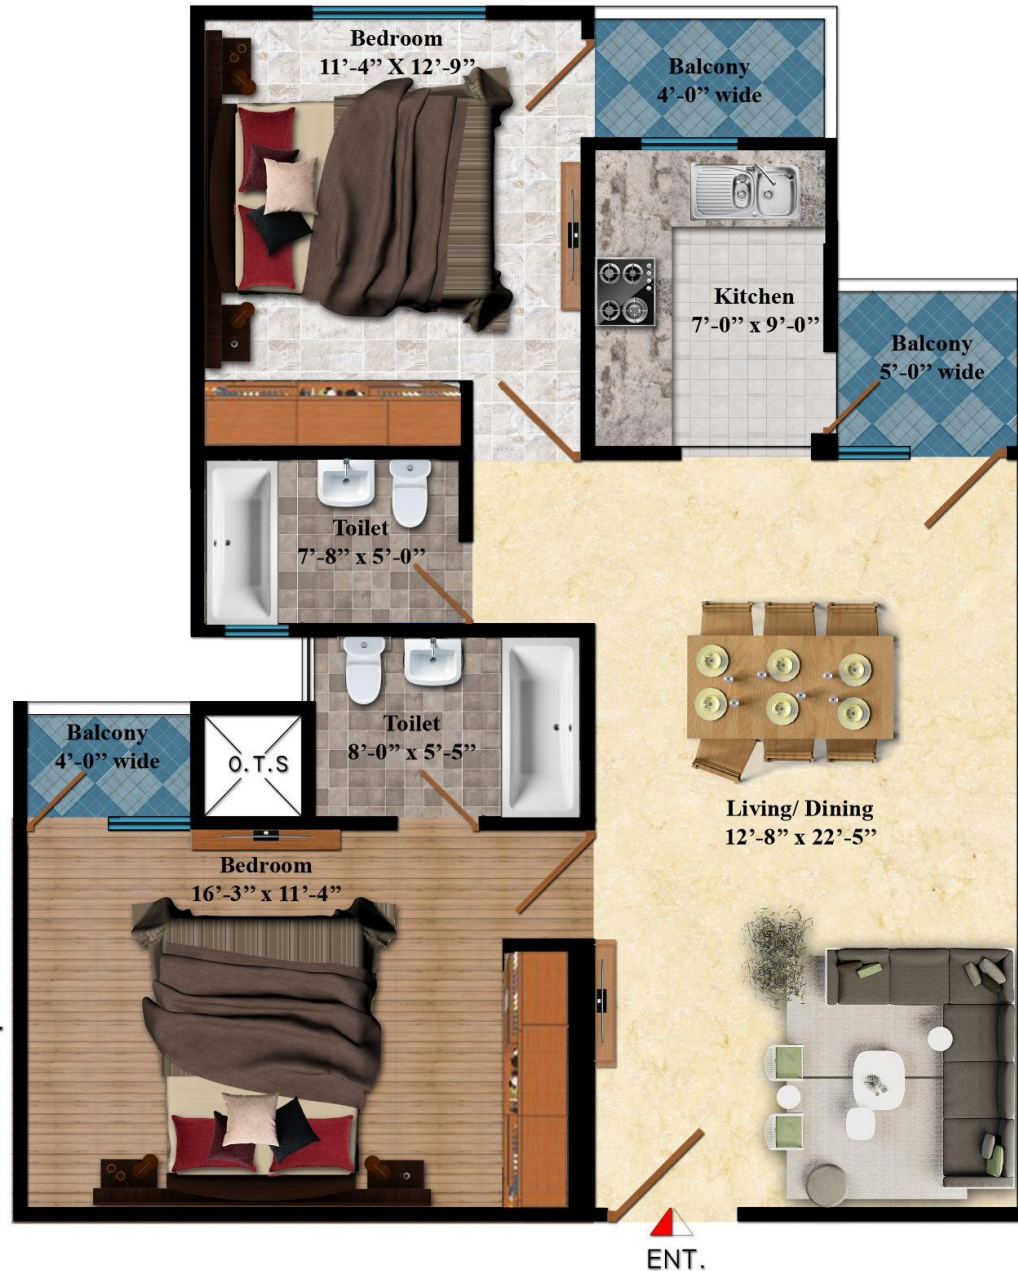 Bedroom
11’-4” X 12’-9”
Balcony
4’-0” wide
Kitchen
7’-0” x 9’-0”
Balcony
5’-0” wide
Toilet
7’-8” x 5’-0”
Toilet
8’-0” x 5’-5”
Balcony
4’-0” wide
O.T.S
Living/ Dining
12’-8” x 22’-5”
Bedroom
16’-3” x 11’-4”
ENT.